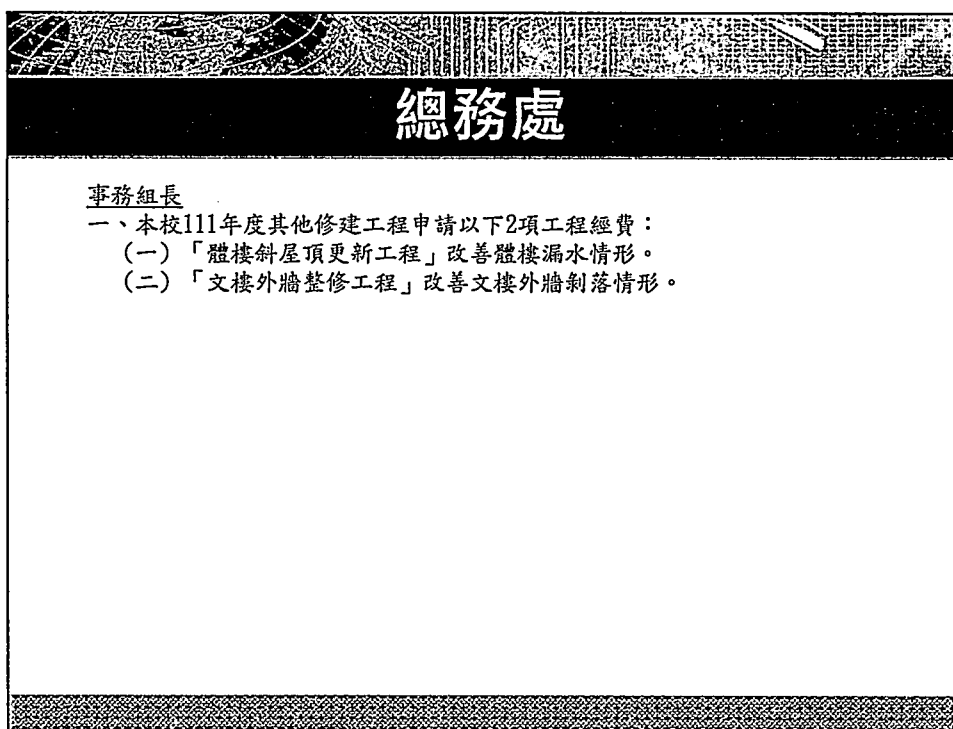 總務處
事務組長
一、本校111年度其他修建工程申請以下2項工程經費：
（一）「體樓斜屋頂更新工程」改善體樓漏水情形。
（二）「文樓外牆整修工程」改善文樓外牆剝落情形。